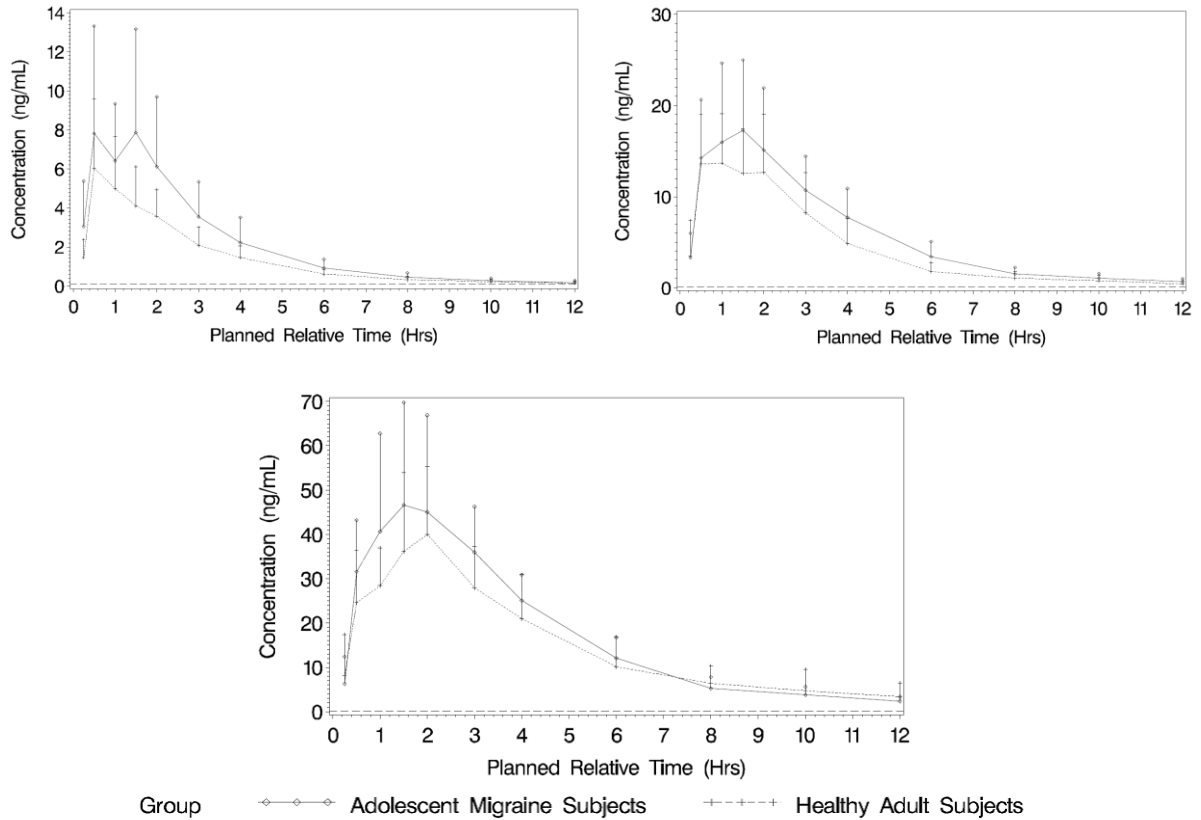 Concentration (ng/mL)
14
12
10
8
6
4
2
0
0 1 2 3 4 5 6 7 8 9 10 11 12
Planned Relative Time (Hrs)
Concentration (ng/mL)
30
20
10
0
0 1 2 3 4 5 6 7 8 9 10 11 12
Planned Relative Time (Hrs)
Concentration (ng/mL)
70
60
50
40
30
20
10
0
0 1 2 3 4 5 6 7 8 9 10 11 12
Planned Relative Time (Hrs)
Group Adolescent Migraine Subjects Healthy Adult Subjects